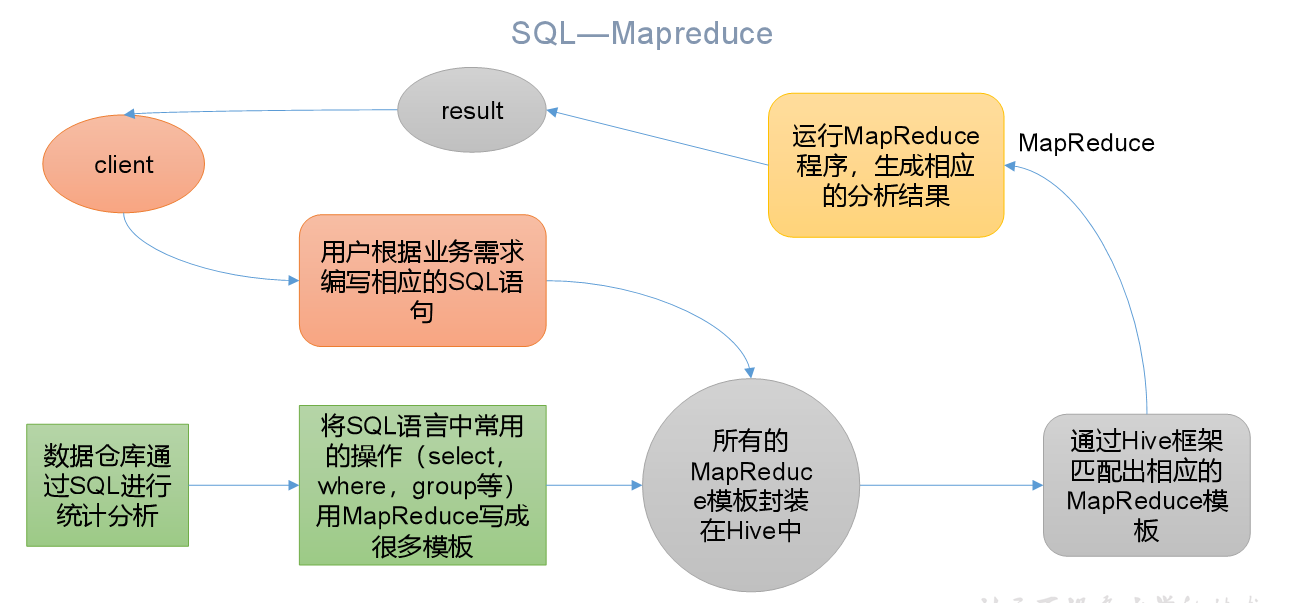 SQL—Mapreduce
result
client
运行MapReduce
程序，生成相应
的分析结果
MapReduce
用户根据业务需求
编写相应的SQL语
句
数据仓库通
过SQL进行
统计分析
将SQL语言中常用
的操作（select，
where，group等）
用MapReduce写成
很多模板
所有的
MapReduc
e模板封装
在Hive中
通过Hive框架
匹配出相应的
MapReduce模
板